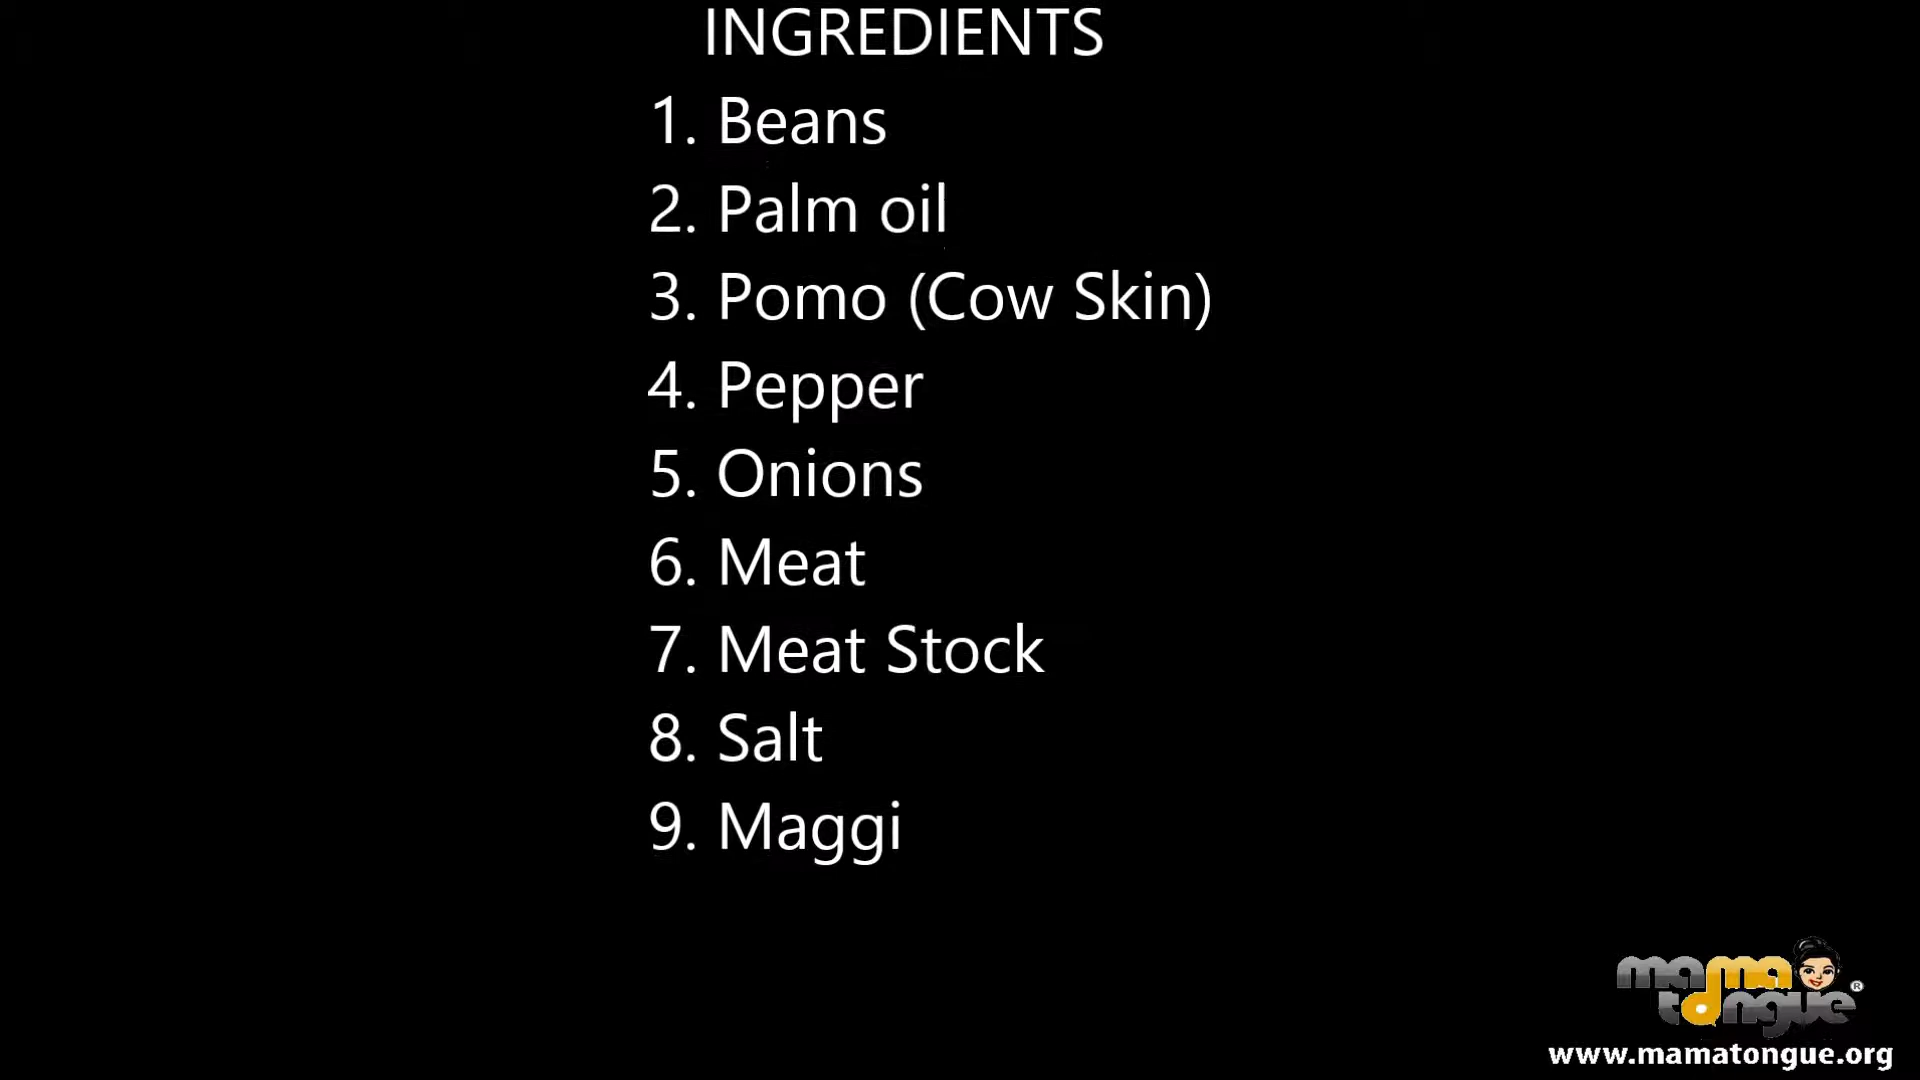 INGREDIENTS
1. Beans
2. Palm oil
3. Pomo (Cow Skin)
4. Pepper
5. Onions
6. Meat
7. Meat Stock
8. Salt
9. Maggi
mama
tongue ®
www.mamatongue.org